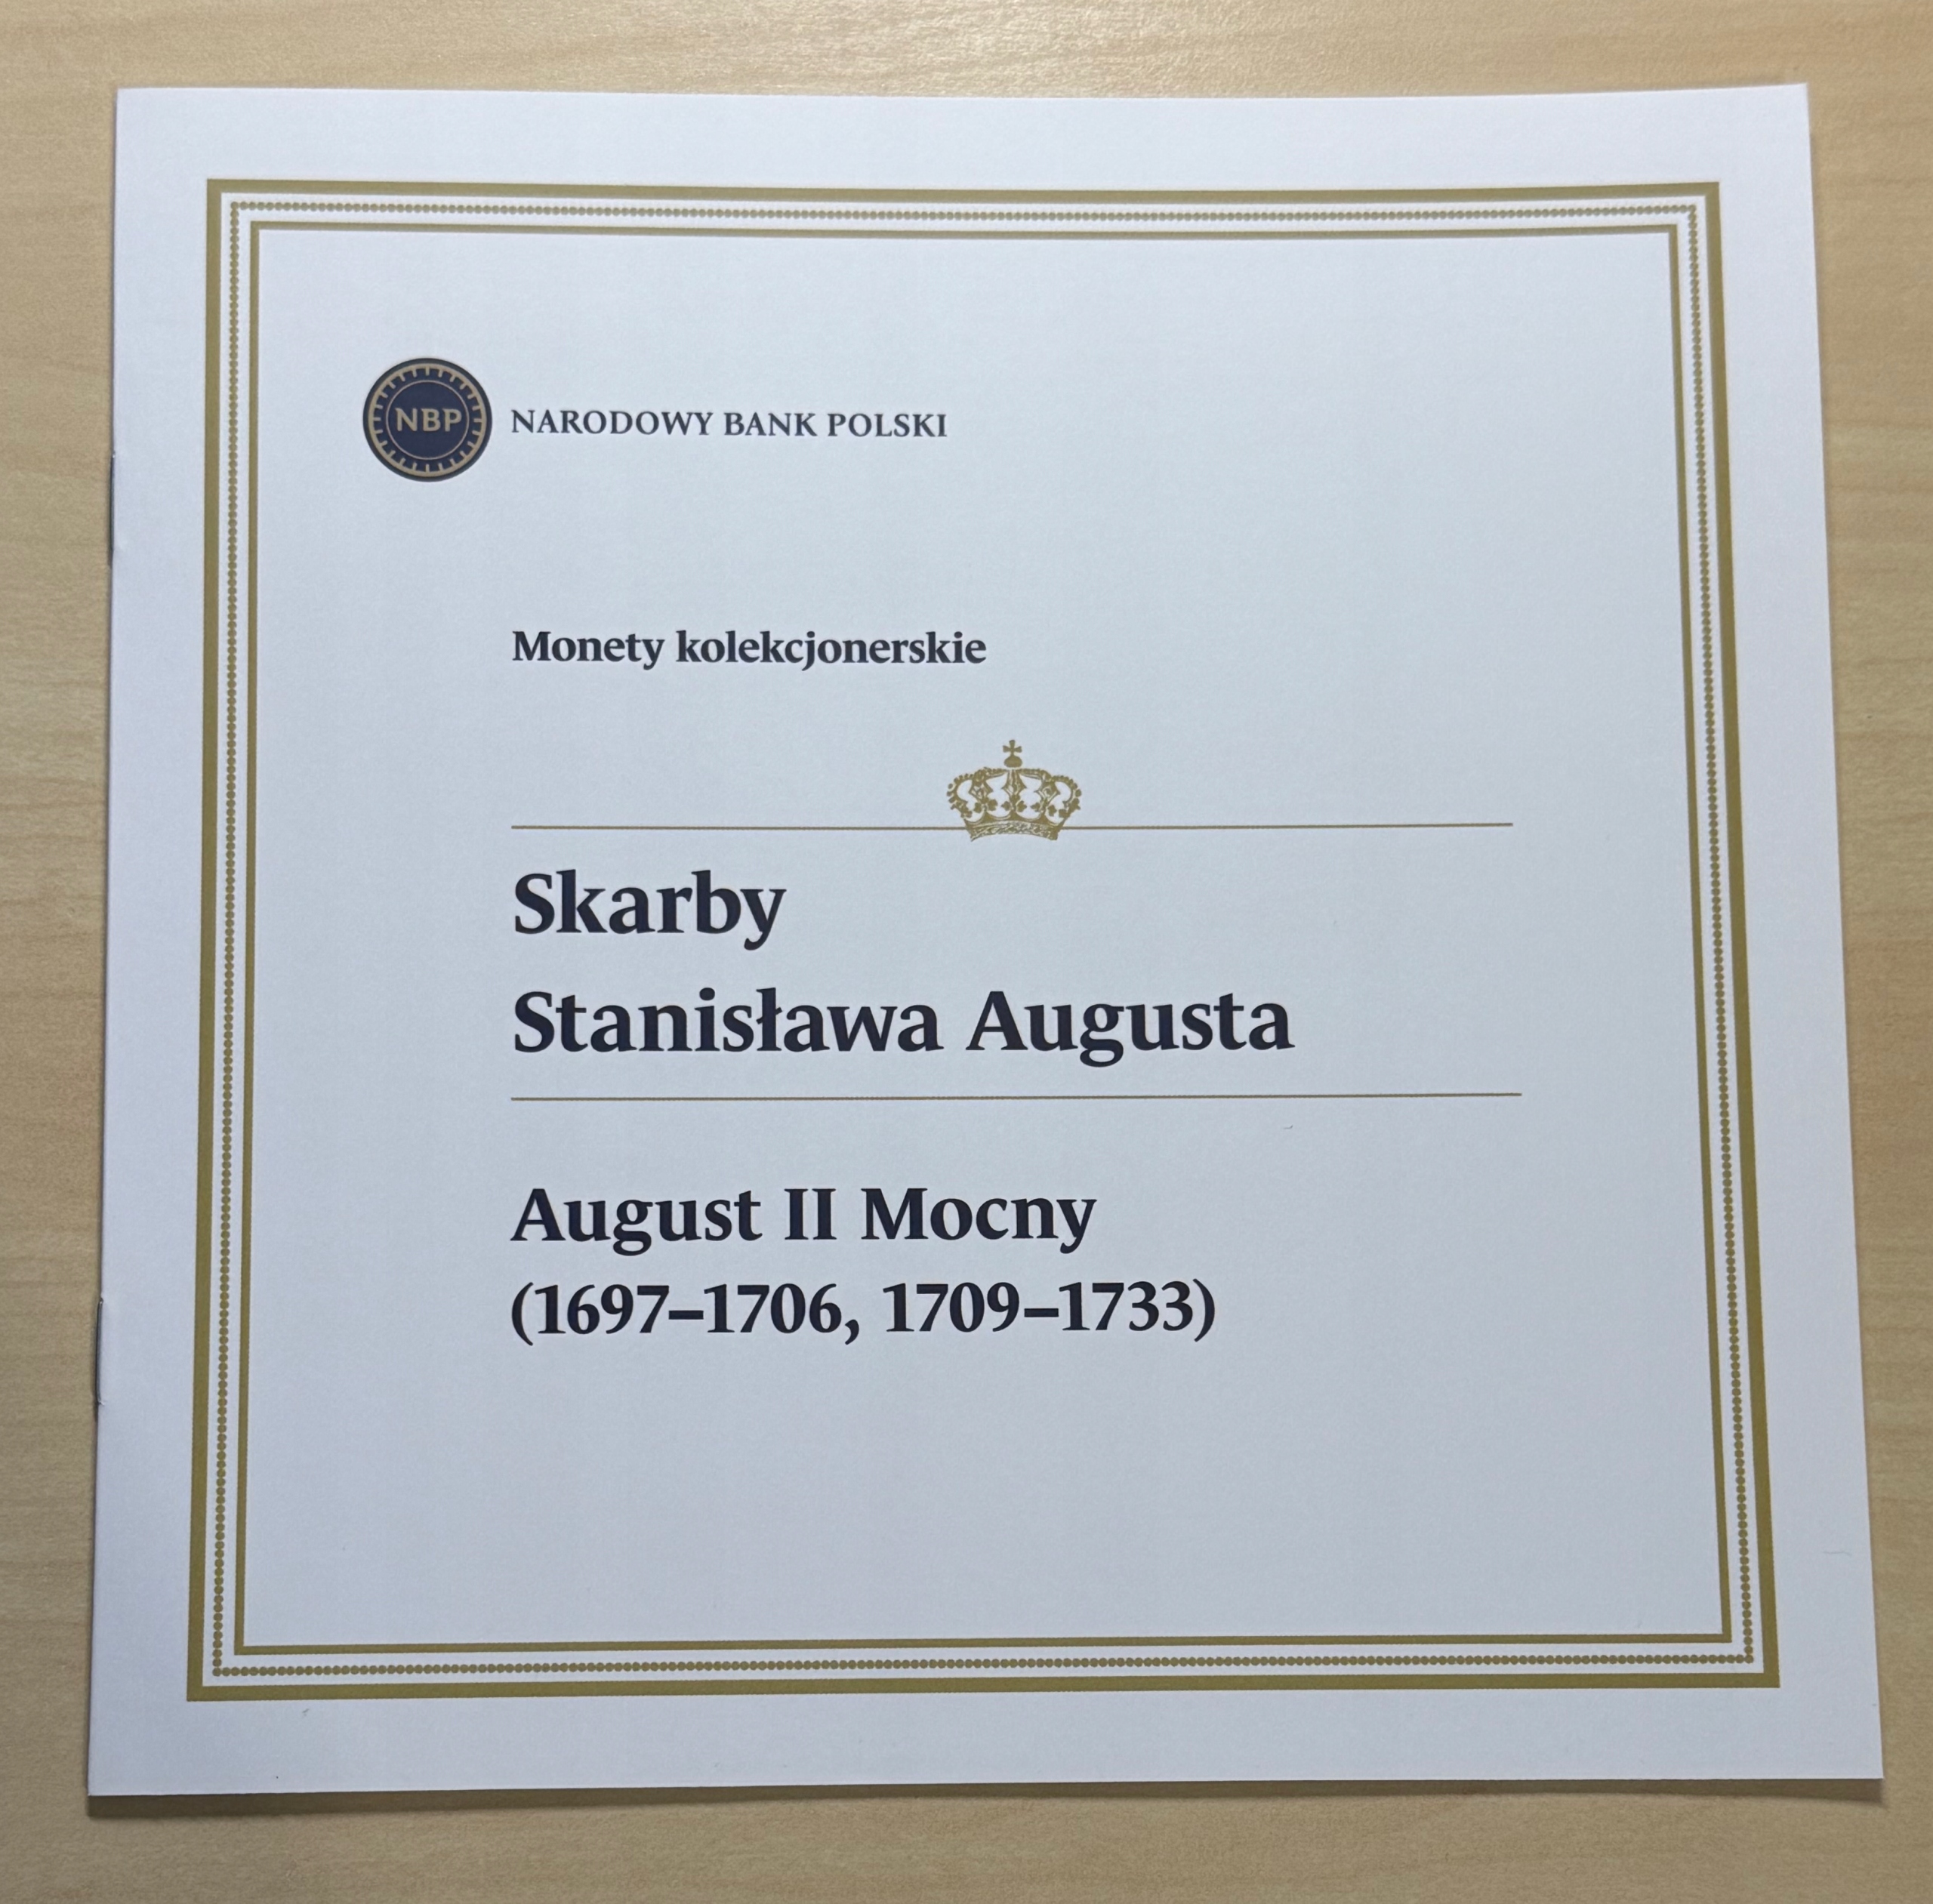 NBP NARODOWY BANK POLSKI
Monety kolekcjonerskie
Skarby
Stanisława Augusta
August II Mocny
(1697–1706, 1709–1733)